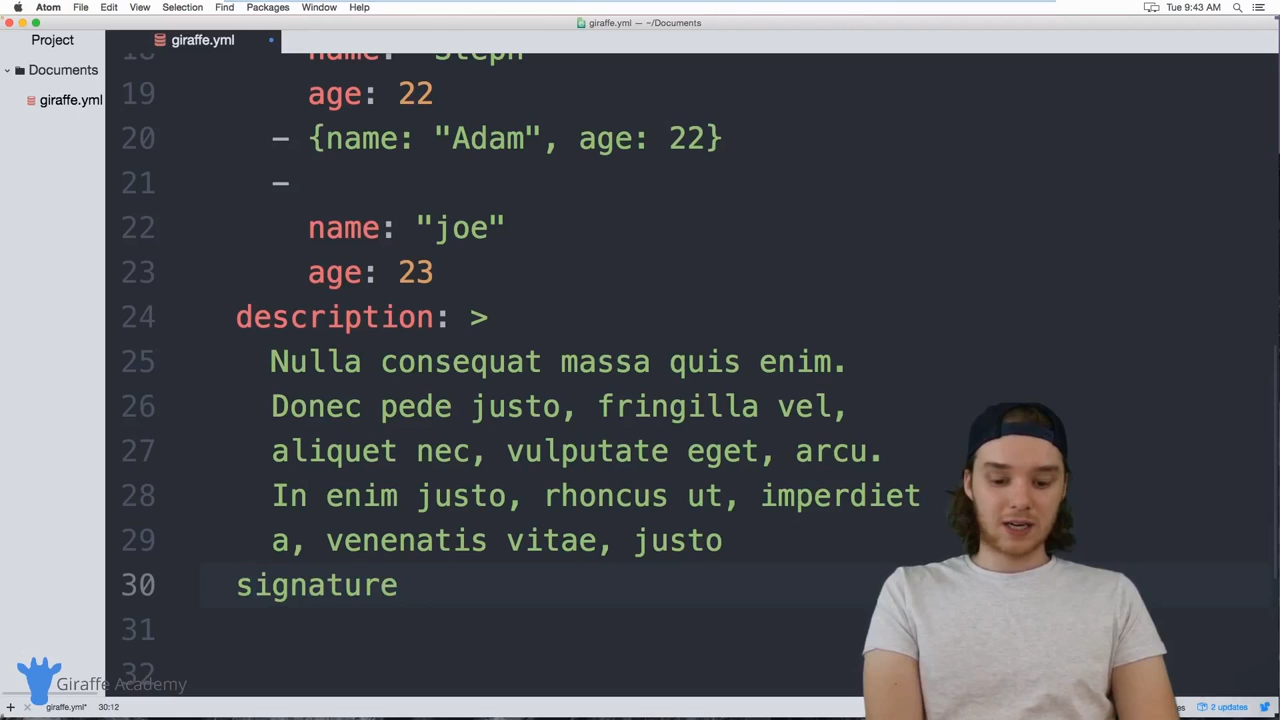 Atom File Edit View Selection Find Packages Window Help
Tue 9:43 AM
giraffe.yml — ~/Documents
Project
giraffe.yml
Documents
giraffe.yml
18 name: "Steph"
19 age: 22
20 - {name: "Adam", age: 22}
21 -
22 name: "joe"
23 age: 23
24 description: >
25 Nulla consequat massa quis enim.
26 Donec pede justo, fringilla vel,
27 aliquet nec, vulputate eget, arcu.
28 In enim justo, rhoncus ut, imperdiet
29 a, venenatis vitae, justo
30 signature
31
32
Giraffe Academy
giraffe.yml* 30:12
2 updates